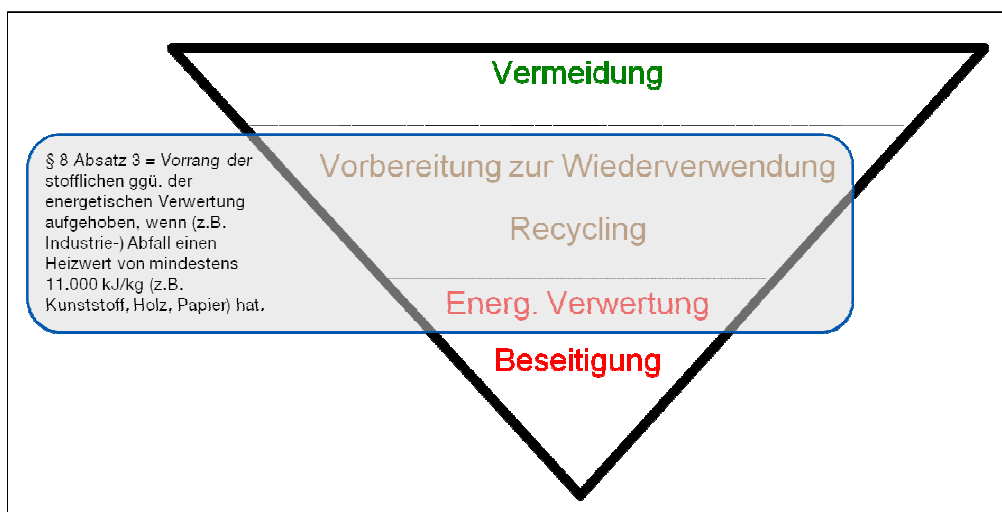 Vermeidung
§ 8 Absatz 3 = Vorrang der
stofflichen ggü. der
energetischen Verwertung
aufgehoben, wenn (z.B.
Industrie-) Abfall einen
Heizwert von mindestens
11.000 kJ/kg (z.B.
Kunststoff, Holz, Papier) hat.
Vorbereitung zur Wiederverwendung
Recycling
Energ. Verwertung
Beseitigung